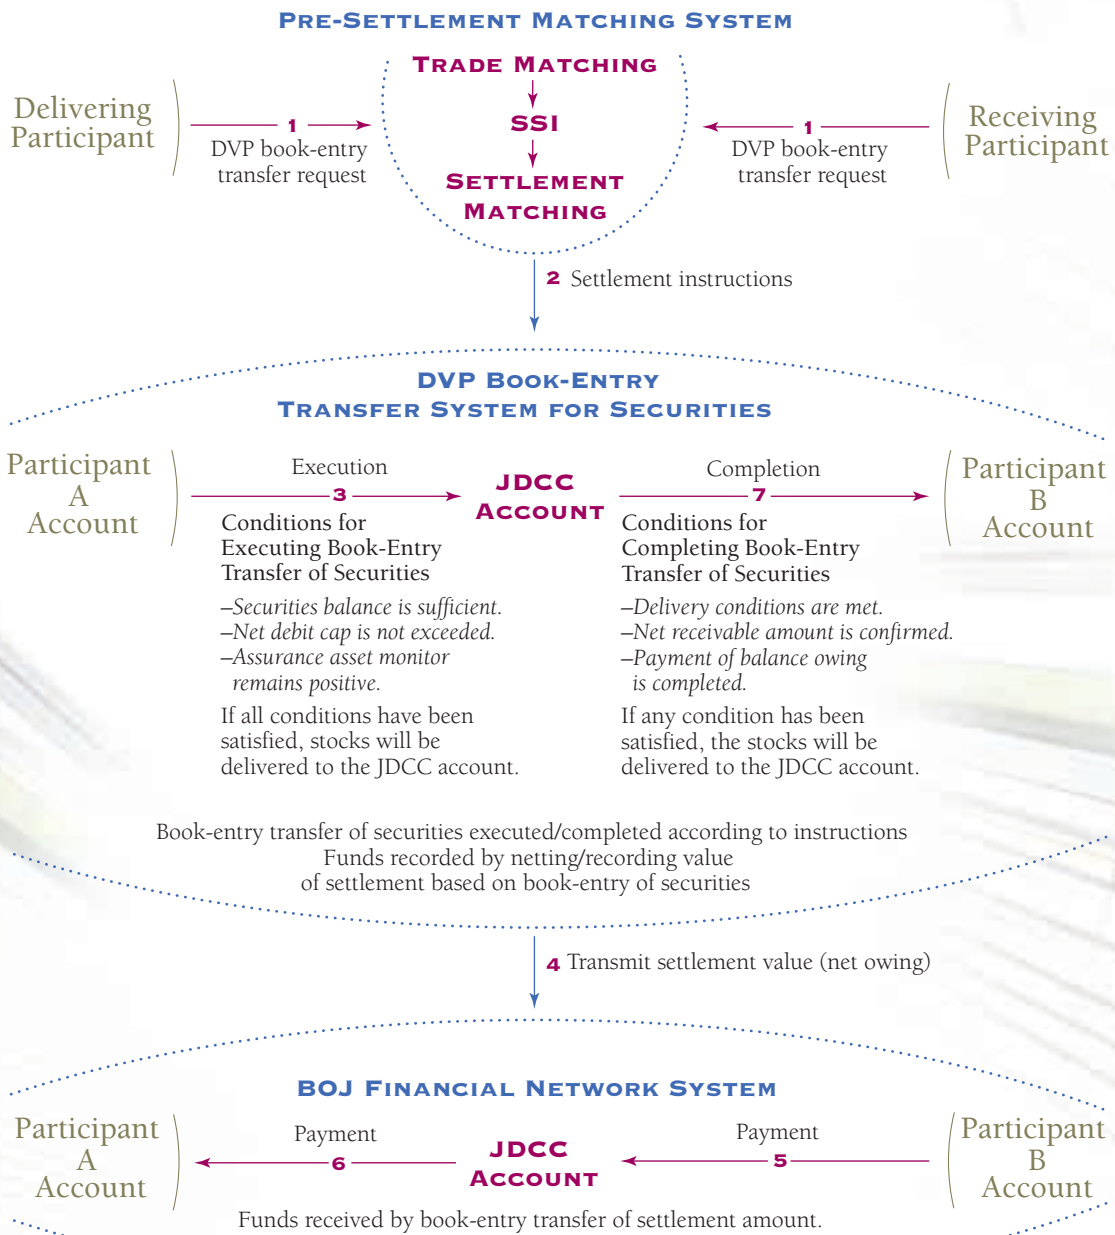 PRE-SETTLEMENT MATCHING SYSTEM
TRADE MATCHING
SSI
SETTLEMENT
MATCHING
Delivering
Participant
1
DVP book-entry
transfer request
1
DVP book-entry
transfer request
Receiving
Participant
2 Settlement instructions
DVP BOOK-ENTRY
TRANSFER SYSTEM FOR SECURITIES
Participant
A
Account
Execution
3
JDCC
ACCOUNT
Completion
7
Participant
B
Account
Conditions for
Executing Book-Entry
Transfer of Securities
–Securities balance is sufficient.
–Net debit cap is not exceeded.
–Assurance asset monitor
remains positive.
If all conditions have been
satisfied, stocks will be
delivered to the JDCC account.
Conditions for
Completing Book-Entry
Transfer of Securities
–Delivery conditions are met.
–Net receivable amount is confirmed.
–Payment of balance owing
is completed.
If any condition has been
satisfied, the stocks will be
delivered to the JDCC account.
Book-entry transfer of securities executed/completed according to instructions
Funds recorded by netting/recording value
of settlement based on book-entry of securities
4 Transmit settlement value (net owing)
BOJ FINANCIAL NETWORK SYSTEM
Participant
A
Account
Payment
6
JDCC
ACCOUNT
Payment
5
Participant
B
Account
Funds received by book-entry transfer of settlement amount.